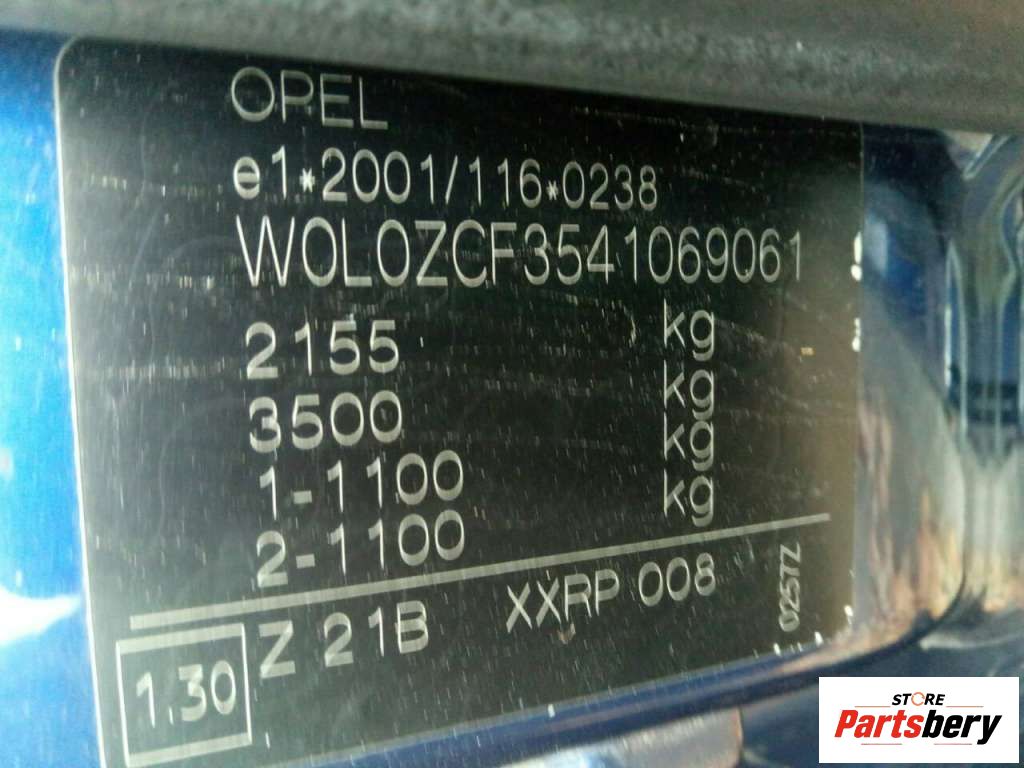 OPEL
e1*2001/116*0238
W0L0ZCF3541069061
2155 kg
3500 kg
1-1100 kg
2-1100 kg
1.30 Z 21B XXRP 008
02577
STORE
Partsbery